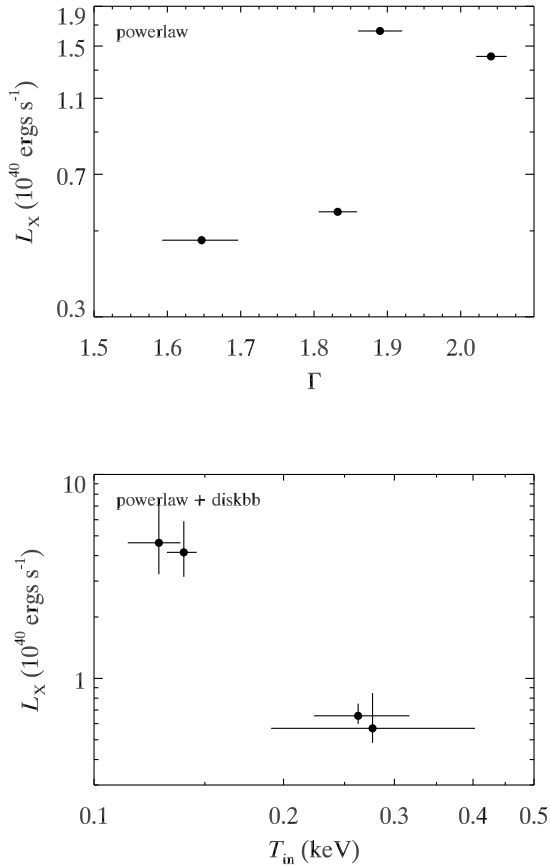 1.9
powerlaw
1.5
1.1
0.7
0.3
L_X (10^40 ergs s^-1)
1.5 1.6 1.7 1.8 1.9 2.0
Γ
10
powerlaw + diskbb
1
L_X (10^40 ergs s^-1)
0.1 0.2 0.3 0.4 0.5
T_in (keV)